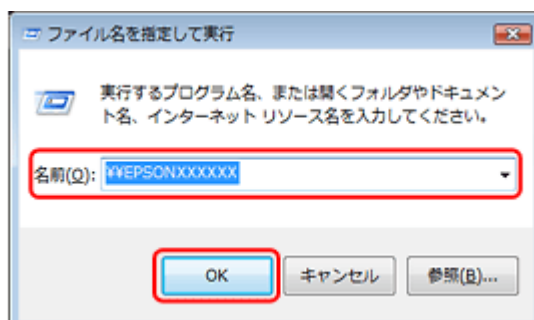 ファイル名を指定して実行
実行するプログラム名、または開くフォルダやドキュメン
ト名、インターネット リソース名を入力してください。
名前(O): ¥¥EPSONXXXXXX
OK キャンセル 参照(B)...